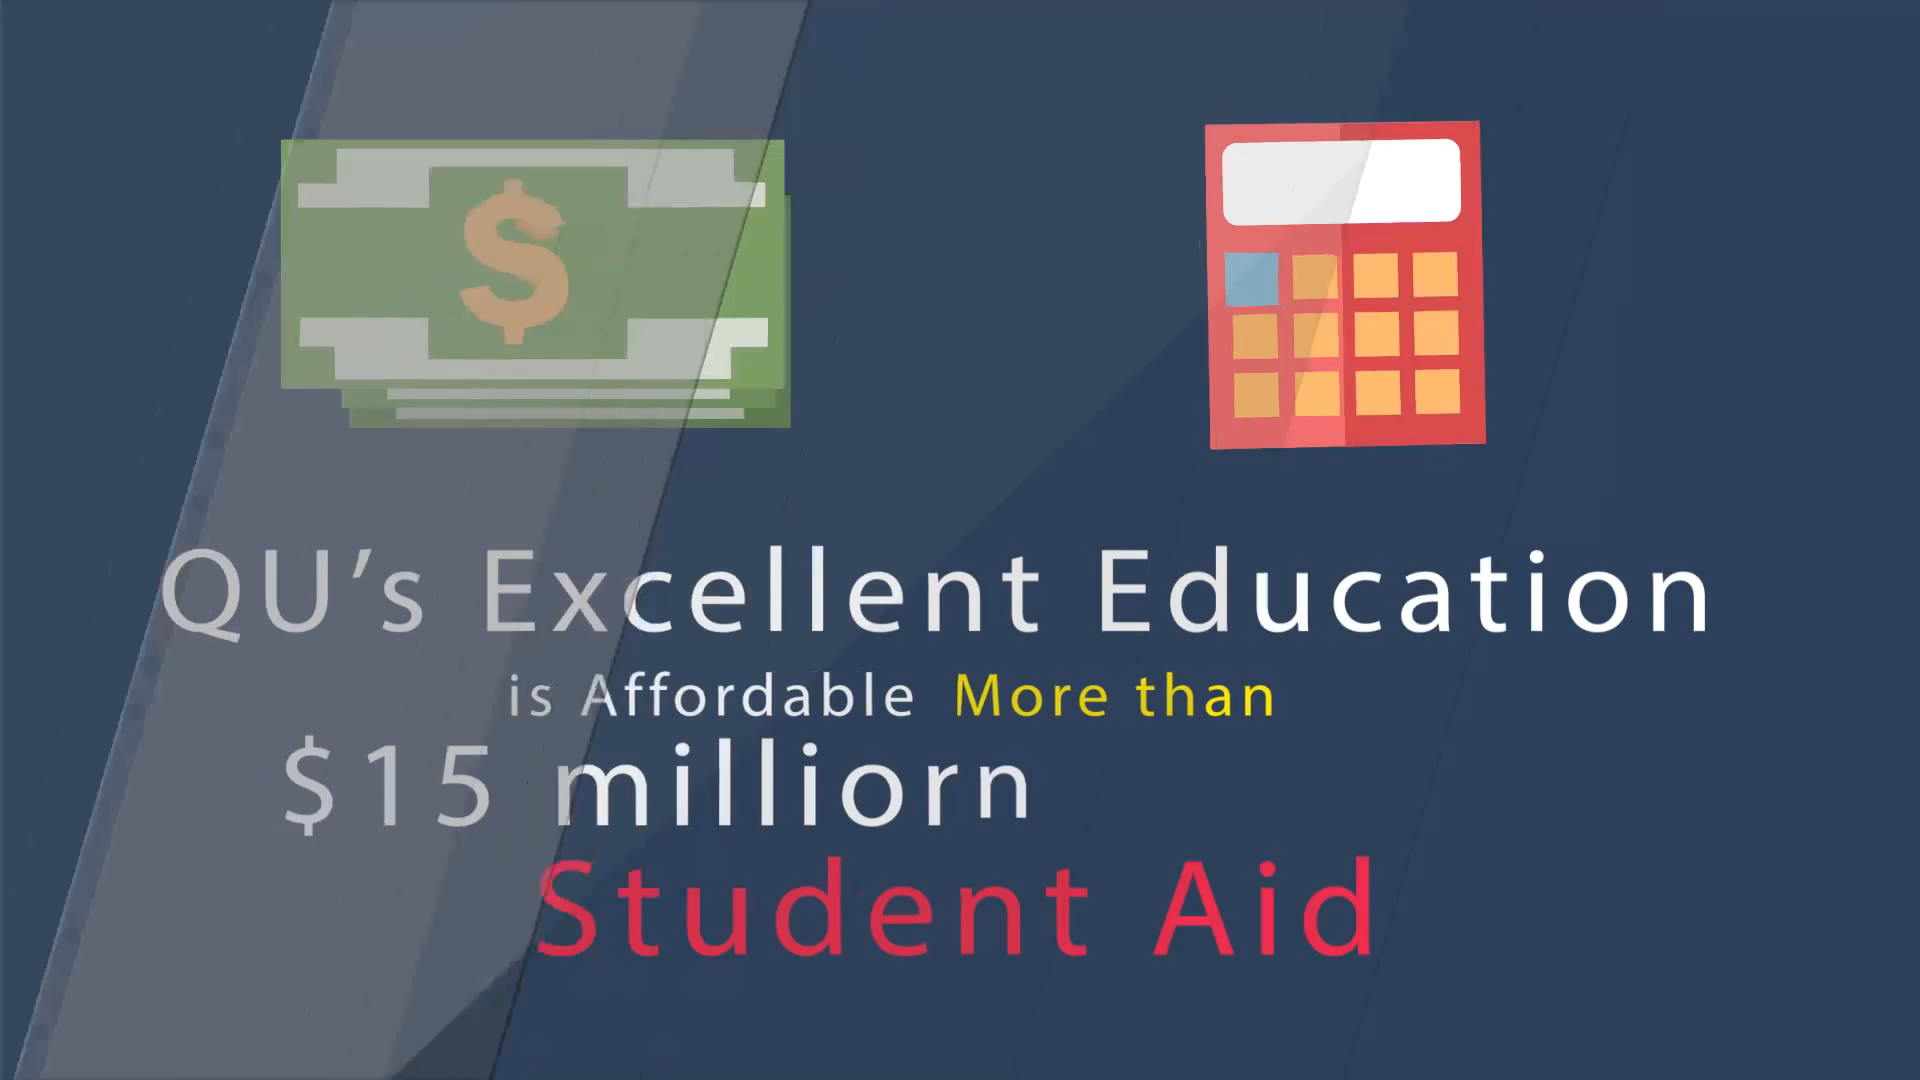 $
QU’s Excellent Education
is Affordable More than
$15 milliorn
Student Aid